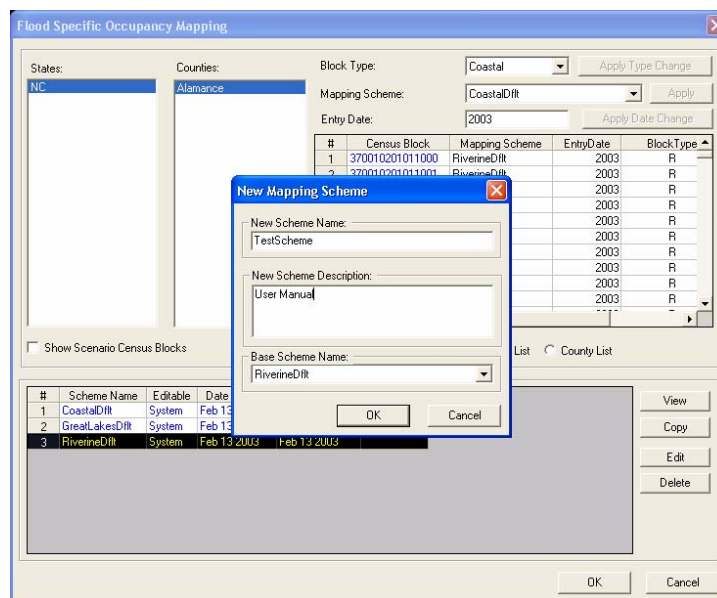 Flood Specific Occupancy Mapping
States:
Counties:
Block Type:
Coastal
Apply Type Change
NC
Alamance
Mapping Scheme:
CoastalDflt
Apply
Entry Date:
2003
Apply Date Change
# Census Block Mapping Scheme EntryDate BlockType
1 370010201011000 RiverineDflt 2003 R
2 370010201011001 RiverineDflt 2003 R
2003 R
2003 R
2003 R
2003 R
2003 R
2003 R
2003 R
2003 R
New Mapping Scheme
New Scheme Name:
TestScheme
New Scheme Description:
User Manual
Base Scheme Name:
RiverineDflt
OK Cancel
Show Scenario Census Blocks
List County List
# Scheme Name Editable Date
1 CoastalDflt System Feb 13
2 GreatLakesDflt System Feb 13
3 RiverineDflt System Feb 13 2003 Feb 13 2003
View
Copy
Edit
Delete
OK Cancel